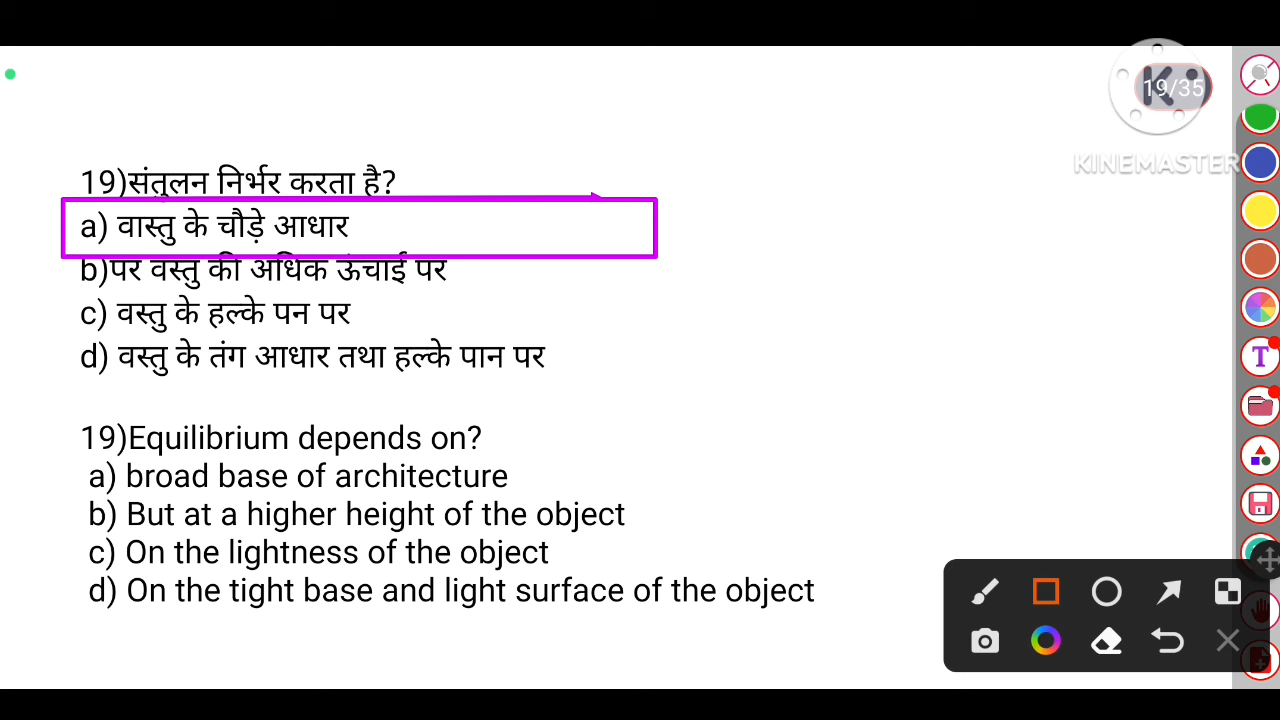 19/35
KINEMASTER
19)संतुलन निर्भर करता है?
a) वास्तु के चौड़े आधार
b)पर वस्तु की अधिक ऊंचाई पर
c) वस्तु के हल्के पन पर
d) वस्तु के तंग आधार तथा हल्के पान पर
19)Equilibrium depends on?
a) broad base of architecture
b) But at a higher height of the object
c) On the lightness of the object
d) On the tight base and light surface of the object
T